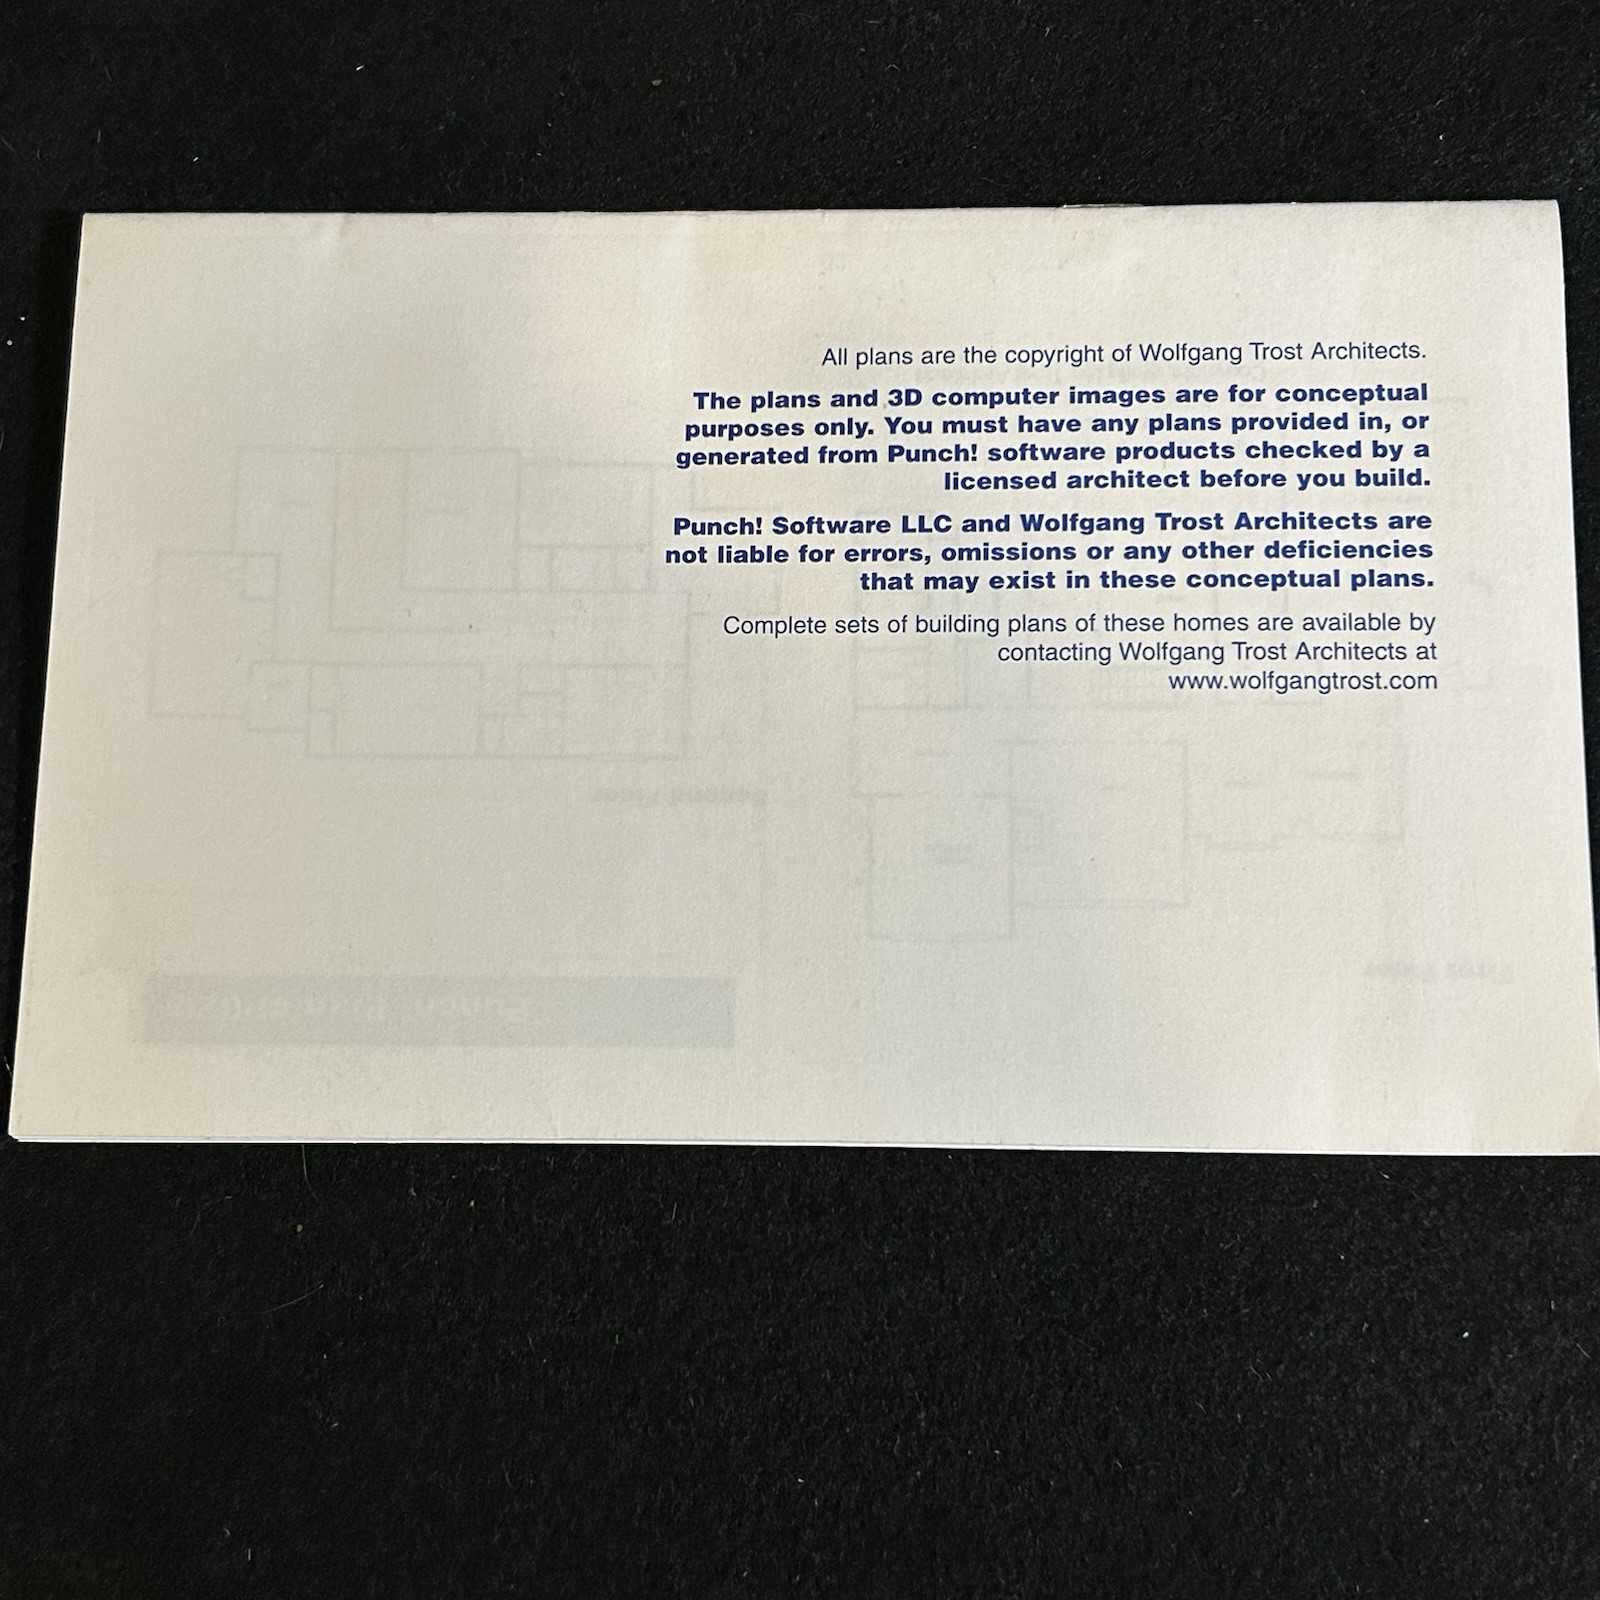 All plans are the copyright of Wolfgang Trost Architects.
The plans and 3D computer images are for conceptual
purposes only. You must have any plans provided in, or
generated from Punch! software products checked by a
licensed architect before you build.
Punch! Software LLC and Wolfgang Trost Architects are
not liable for errors, omissions or any other deficiencies
that may exist in these conceptual plans.
Complete sets of building plans of these homes are available by
contacting Wolfgang Trost Architects at
www.wolfgangtrost.com
Second Floor
First Floor